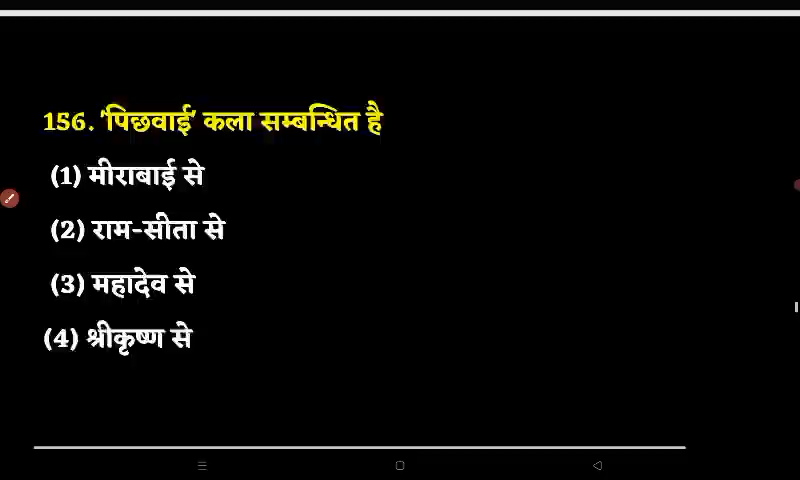 156. 'पिछवाई' कला सम्बन्धित है
(1) मीराबाई से
(2) राम-सीता से
(3) महादेव से
(4) श्रीकृष्ण से